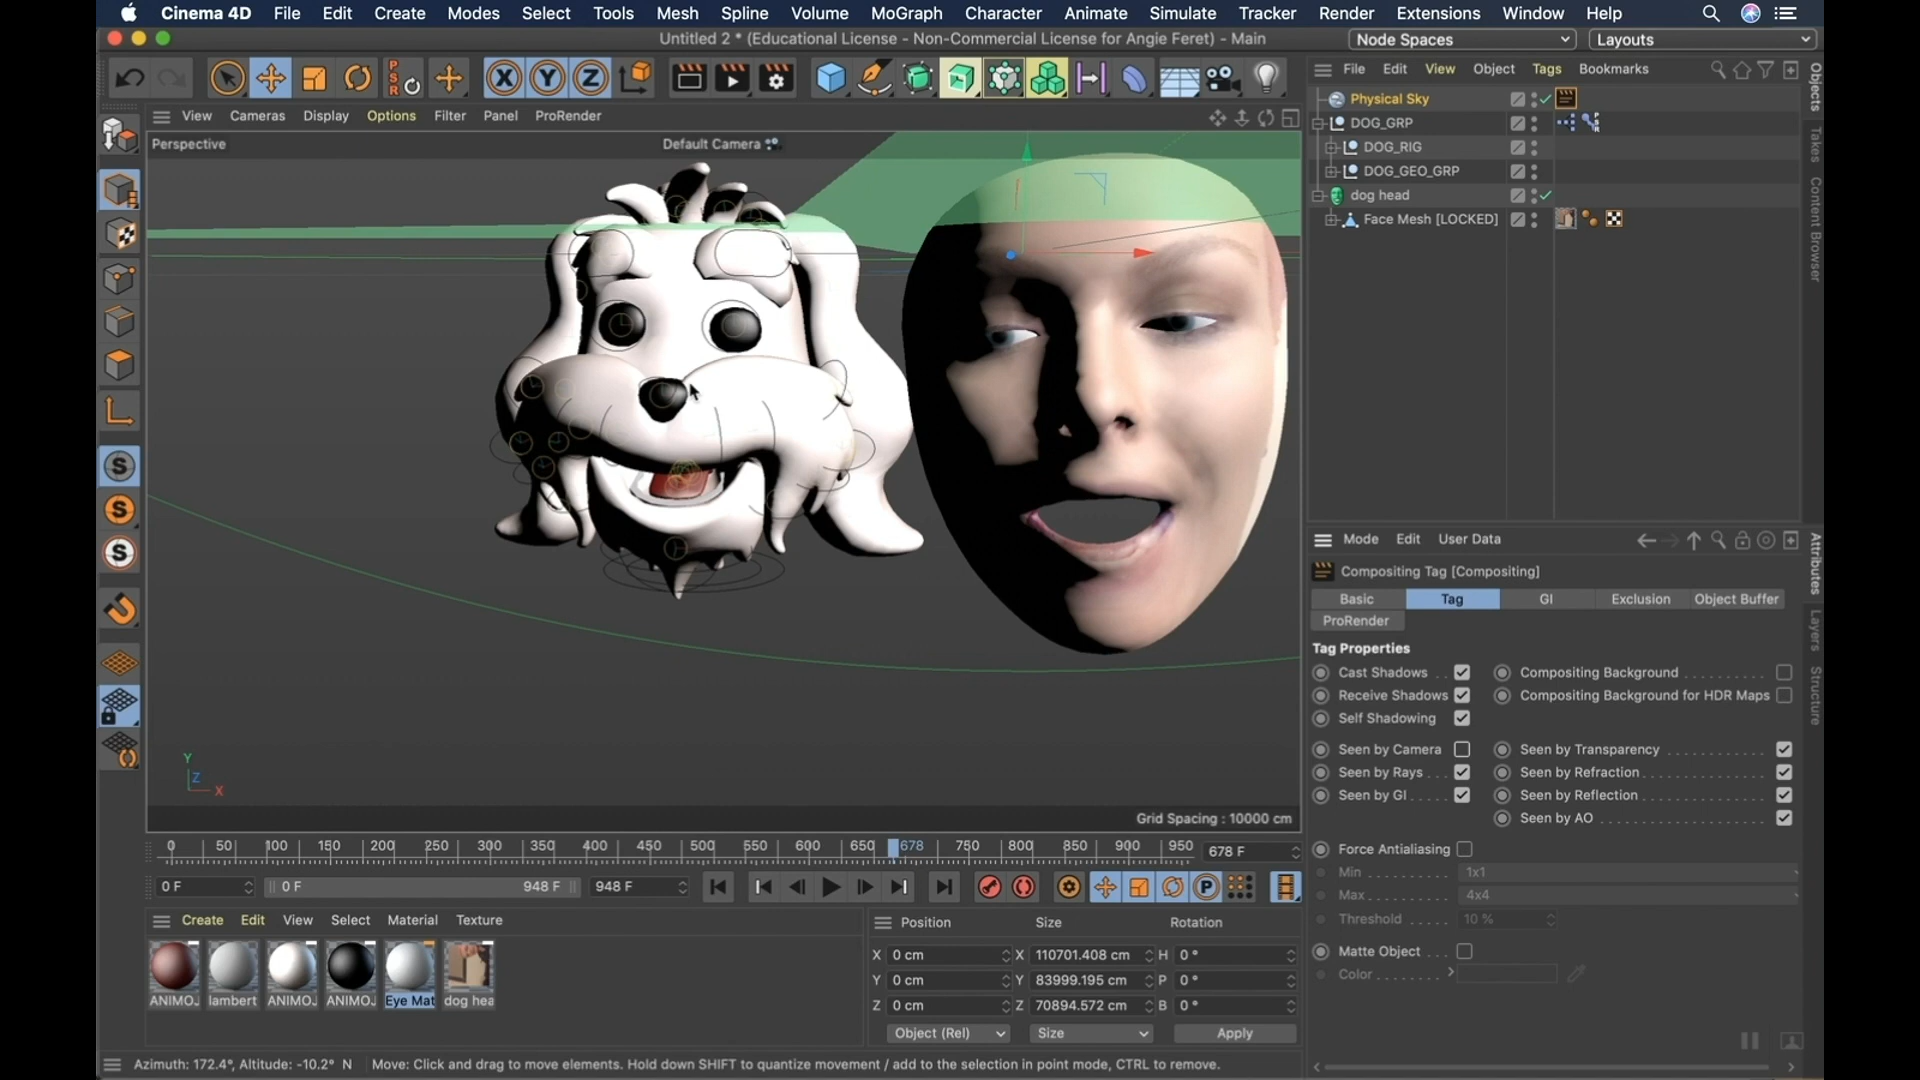 Cinema 4D File Edit Create Modes Select Tools Mesh Spline Volume MoGraph Character Animate Simulate Tracker Render Extensions Window Help
Untitled 2 * (Educational License - Non-Commercial License for Angie Feret) - Main
Node Spaces
Layouts
PSR
X Y Z
View Cameras Display Options Filter Panel ProRender
Perspective
Default Camera
S
S
S
Y
Z
X
Grid Spacing : 10000 cm
File Edit View Object Tags Bookmarks
Physical Sky
DOG_GRP
DOG_RIG
DOG_GEO_GRP
dog head
Face Mesh [LOCKED]
Objects
Takes
Content Browser
Attributes
Layers
Structure
Mode Edit User Data
Compositing Tag [Compositing]
Basic Tag GI Exclusion Object Buffer
ProRender
Tag Properties
Cast Shadows Compositing Background
Receive Shadows Compositing Background for HDR Maps
Self Shadowing
Seen by Camera Seen by Transparency
Seen by Rays Seen by Refraction
Seen by GI Seen by Reflection
Seen by AO
Force Antialiasing
Min 1x1
Max 4x4
Threshold 10 %
Matte Object
Color
0 50 100 150 200 250 300 350 400 450 500 550 600 650 678 750 800 850 900 950 678 F
0 F 0 F 948 F 948 F
P
Create Edit View Select Material Texture
ANIMO. lambert ANIMO. ANIMO. Eye Mat dog hea
Position Size Rotation
X 0 cm X 110701.408 cm H 0 °
Y 0 cm Y 83999.195 cm P 0 °
Z 0 cm Z 70894.572 cm B 0 °
Object (Rel) Size Apply
Azimuth: 172.4°, Altitude: -10.2° N Move: Click and drag to move elements. Hold down SHIFT to quantize movement / add to the selection in point mode, CTRL to remove.